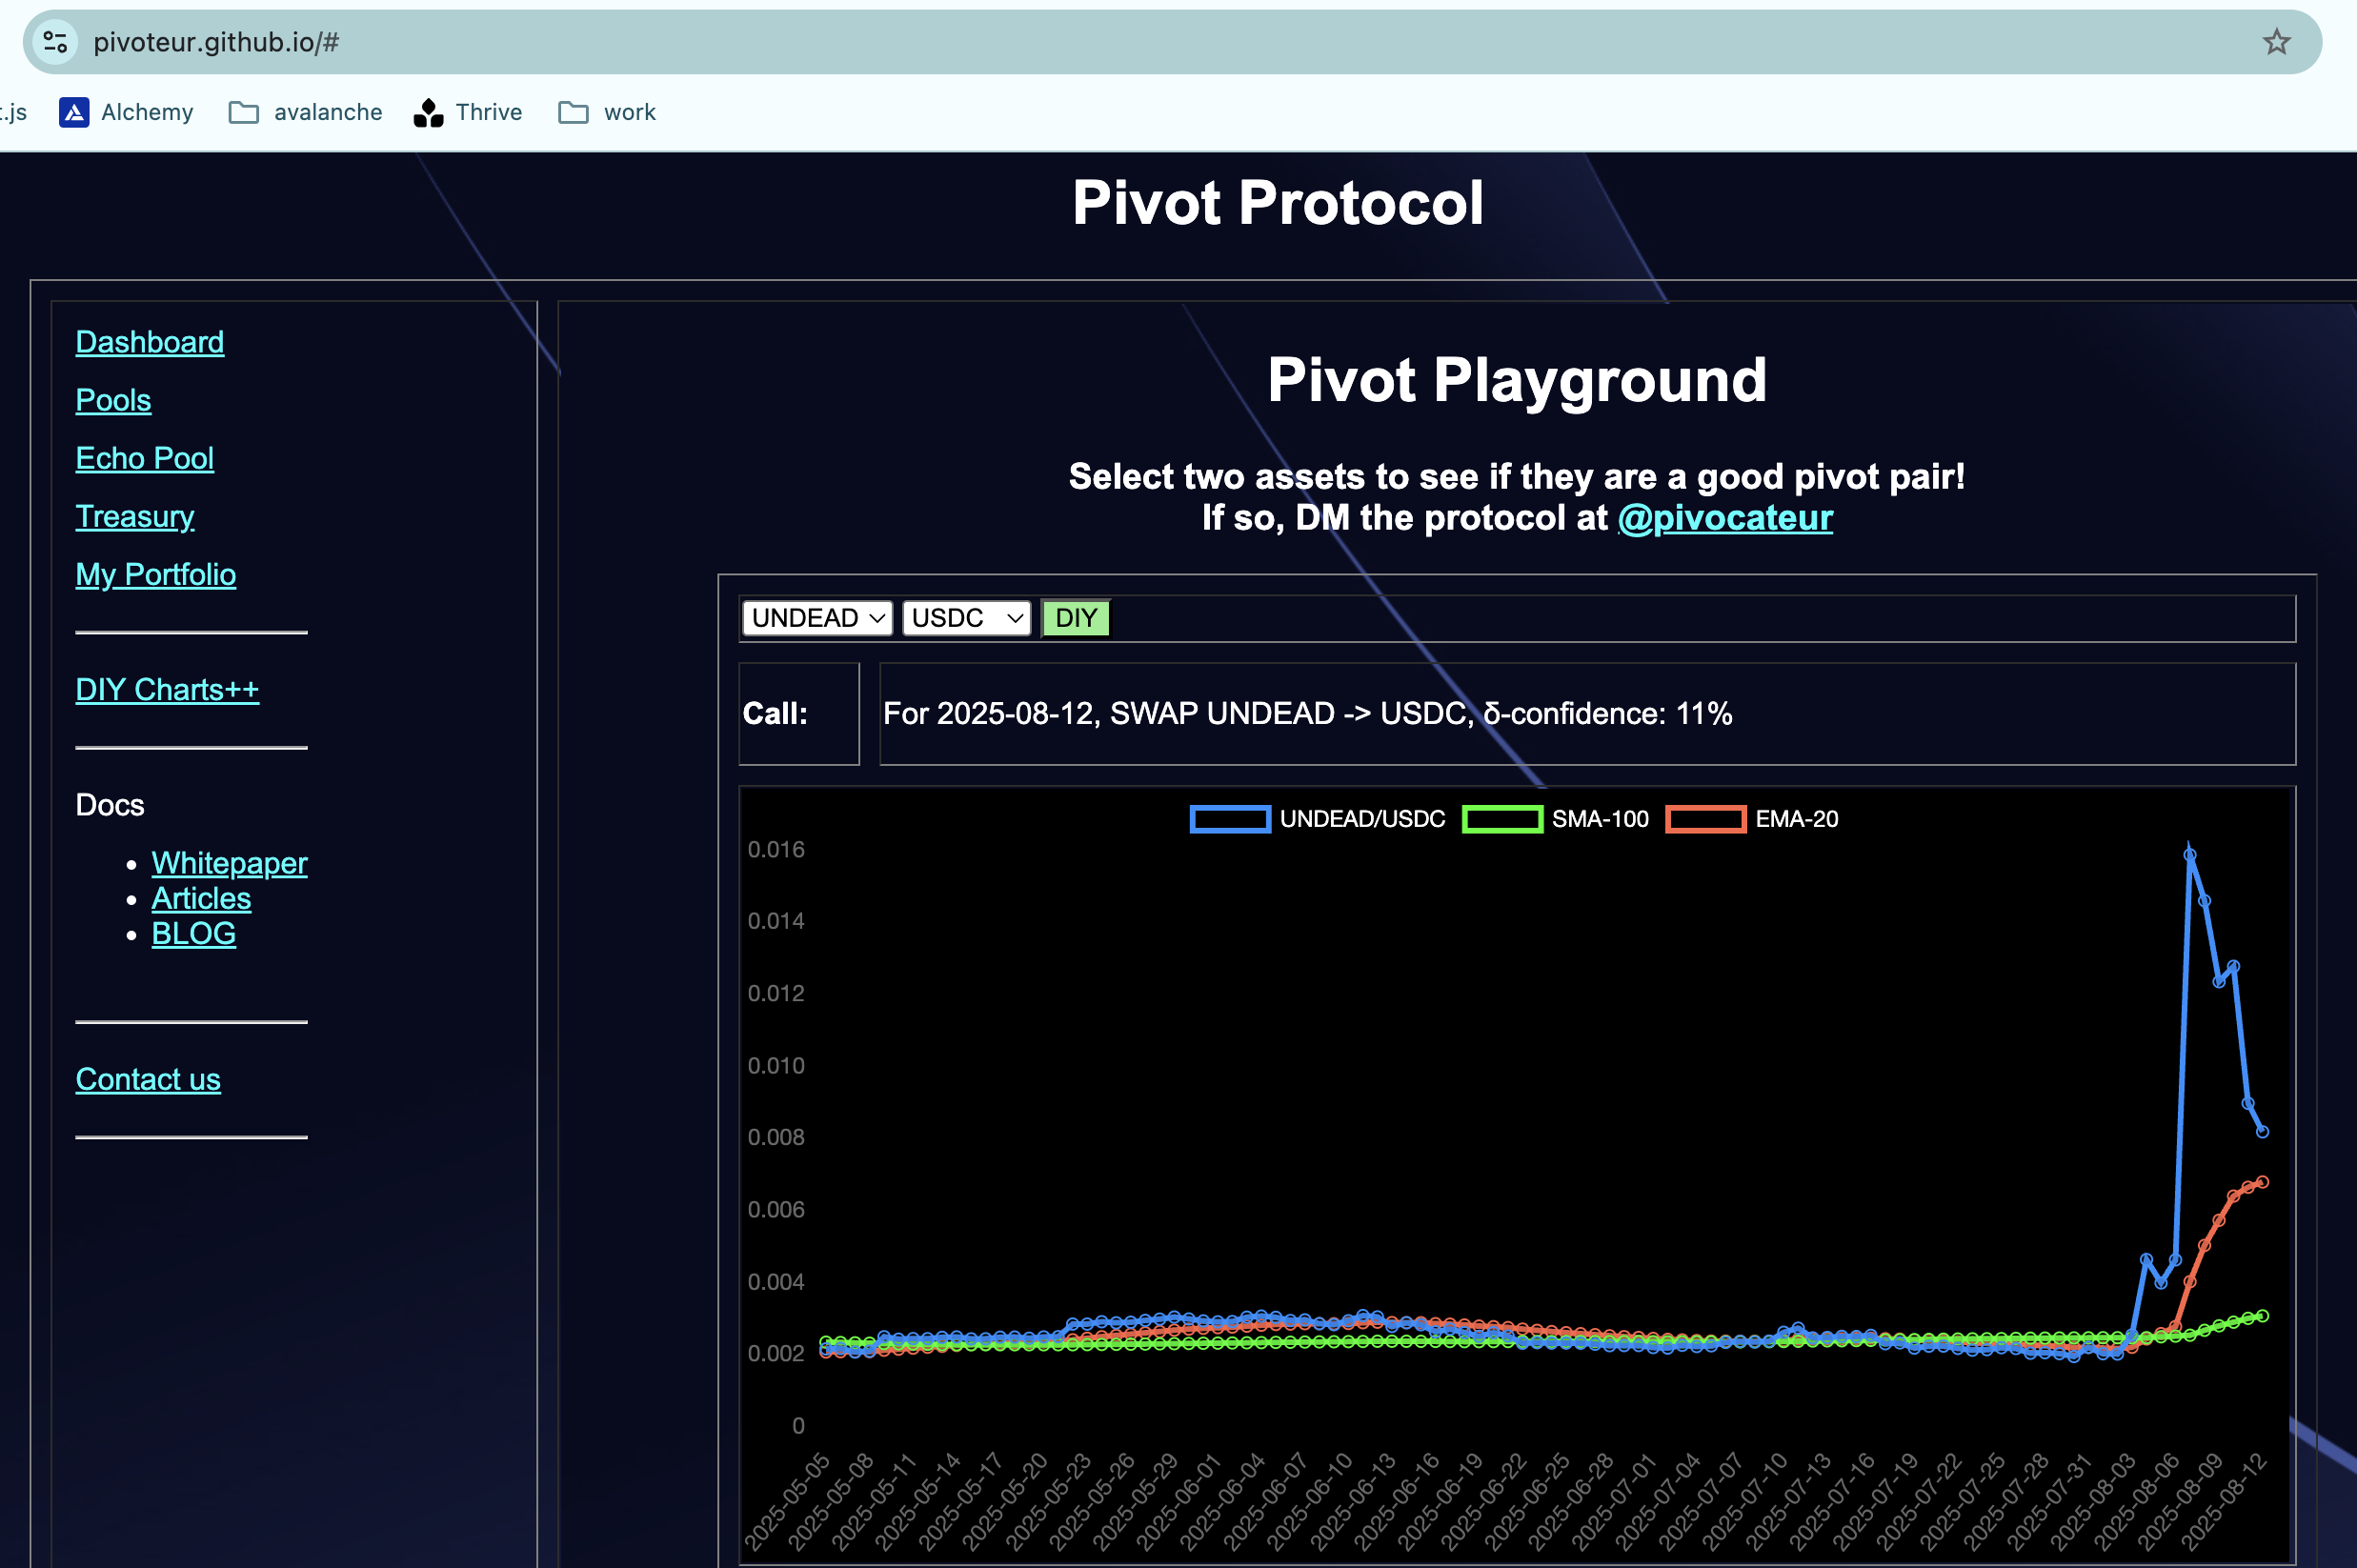 pivoteur.github.io/#
t.js Alchemy avalanche Thrive work
Pivot Protocol
Dashboard
Pools
Echo Pool
Treasury
My Portfolio
DIY Charts++
Docs
Whitepaper
Articles
BLOG
Contact us
Pivot Playground
Select two assets to see if they are a good pivot pair!
If so, DM the protocol at @pivocateur
UNDEAD USDC DIY
Call: For 2025-08-12, SWAP UNDEAD -> USDC, δ-confidence: 11%
UNDEAD/USDC SMA-100 EMA-20
0.016
0.014
0.012
0.010
0.008
0.006
0.004
0.002
0
2025-05-05 2025-05-08 2025-05-11 2025-05-14 2025-05-17 2025-05-20 2025-05-23 2025-05-26 2025-05-29 2025-06-01 2025-06-04 2025-06-07 2025-06-10 2025-06-13 2025-06-16 2025-06-19 2025-06-22 2025-06-25 2025-06-28 2025-07-01 2025-07-04 2025-07-07 2025-07-10 2025-07-13 2025-07-16 2025-07-19 2025-07-22 2025-07-25 2025-07-28 2025-07-31 2025-08-03 2025-08-06 2025-08-09 2025-08-12